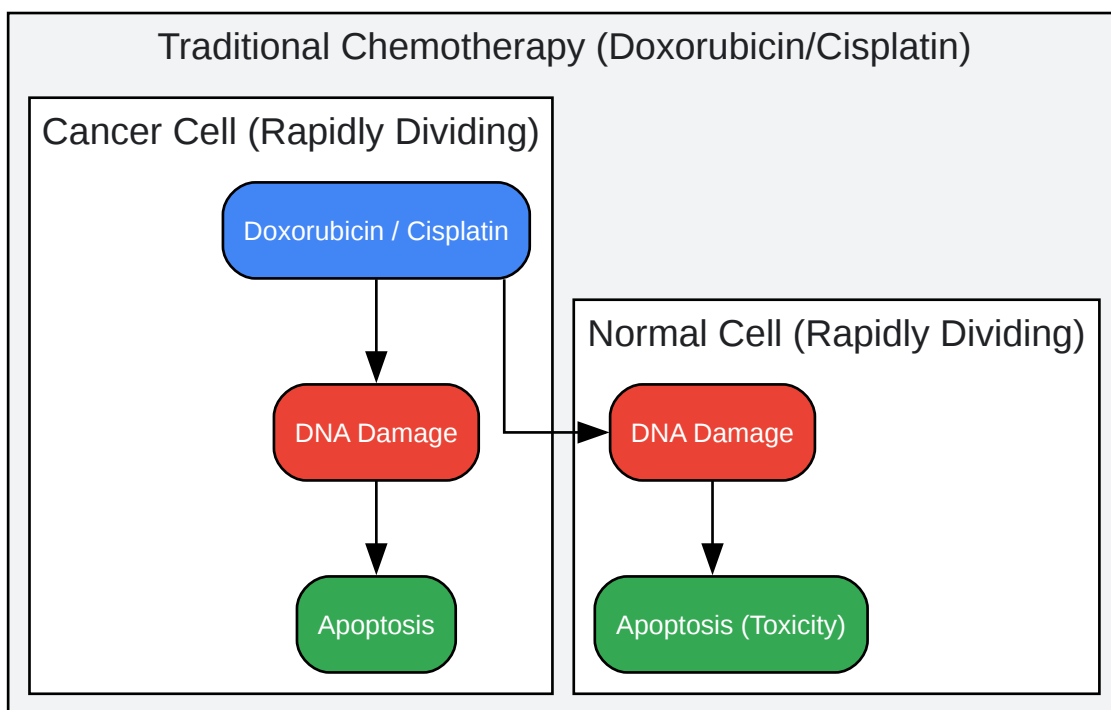 Traditional Chemotherapy (Doxorubicin/Cisplatin)
Cancer Cell (Rapidly Dividing)
Doxorubicin / Cisplatin
DNA Damage
Apoptosis
Normal Cell (Rapidly Dividing)
DNA Damage
Apoptosis (Toxicity)